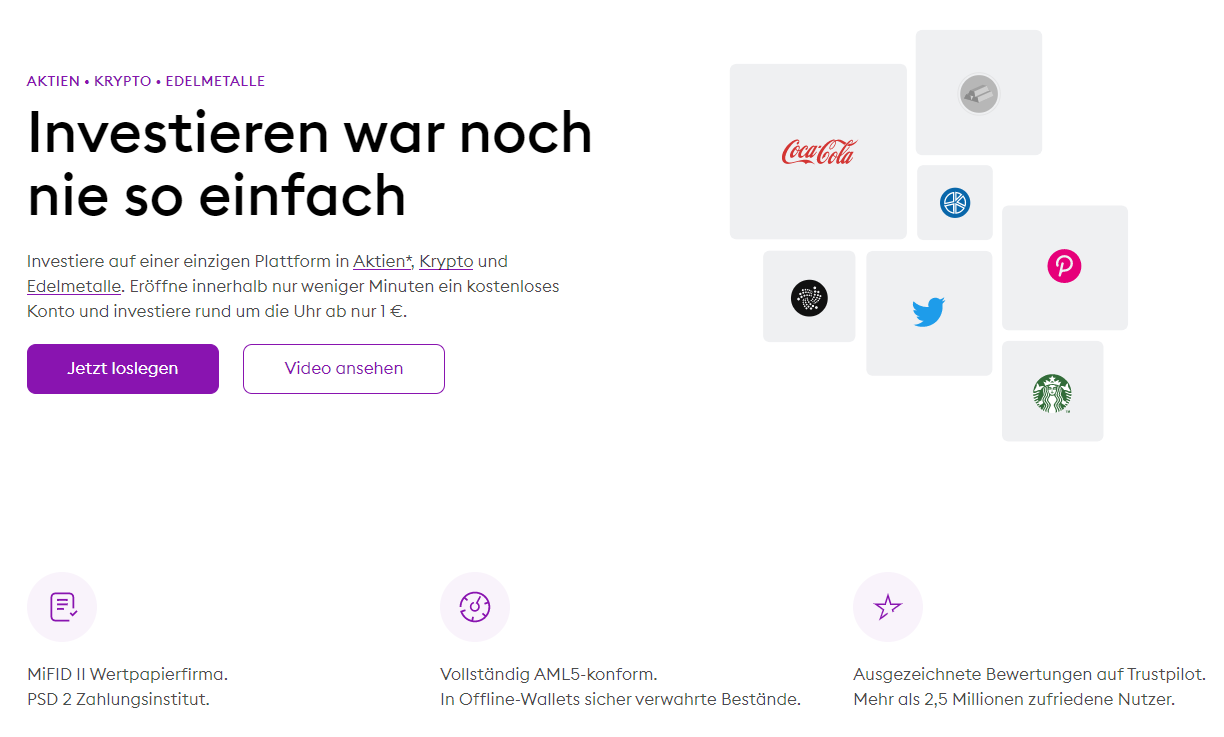 AKTIEN • KRYPTO • EDELMETALLE
Investieren war noch
nie so einfach
Investiere auf einer einzigen Plattform in Aktien*, Krypto und
Edelmetalle. Eröffne innerhalb nur weniger Minuten ein kostenloses
Konto und investiere rund um die Uhr ab nur 1 €.
Jetzt loslegen
Video ansehen
Coca-Cola
MiFID II Wertpapierfirma.
PSD 2 Zahlungsinstitut.
Vollständig AML5-konform.
In Offline-Wallets sicher verwahrte Bestände.
Ausgezeichnete Bewertungen auf Trustpilot.
Mehr als 2,5 Millionen zufriedene Nutzer.